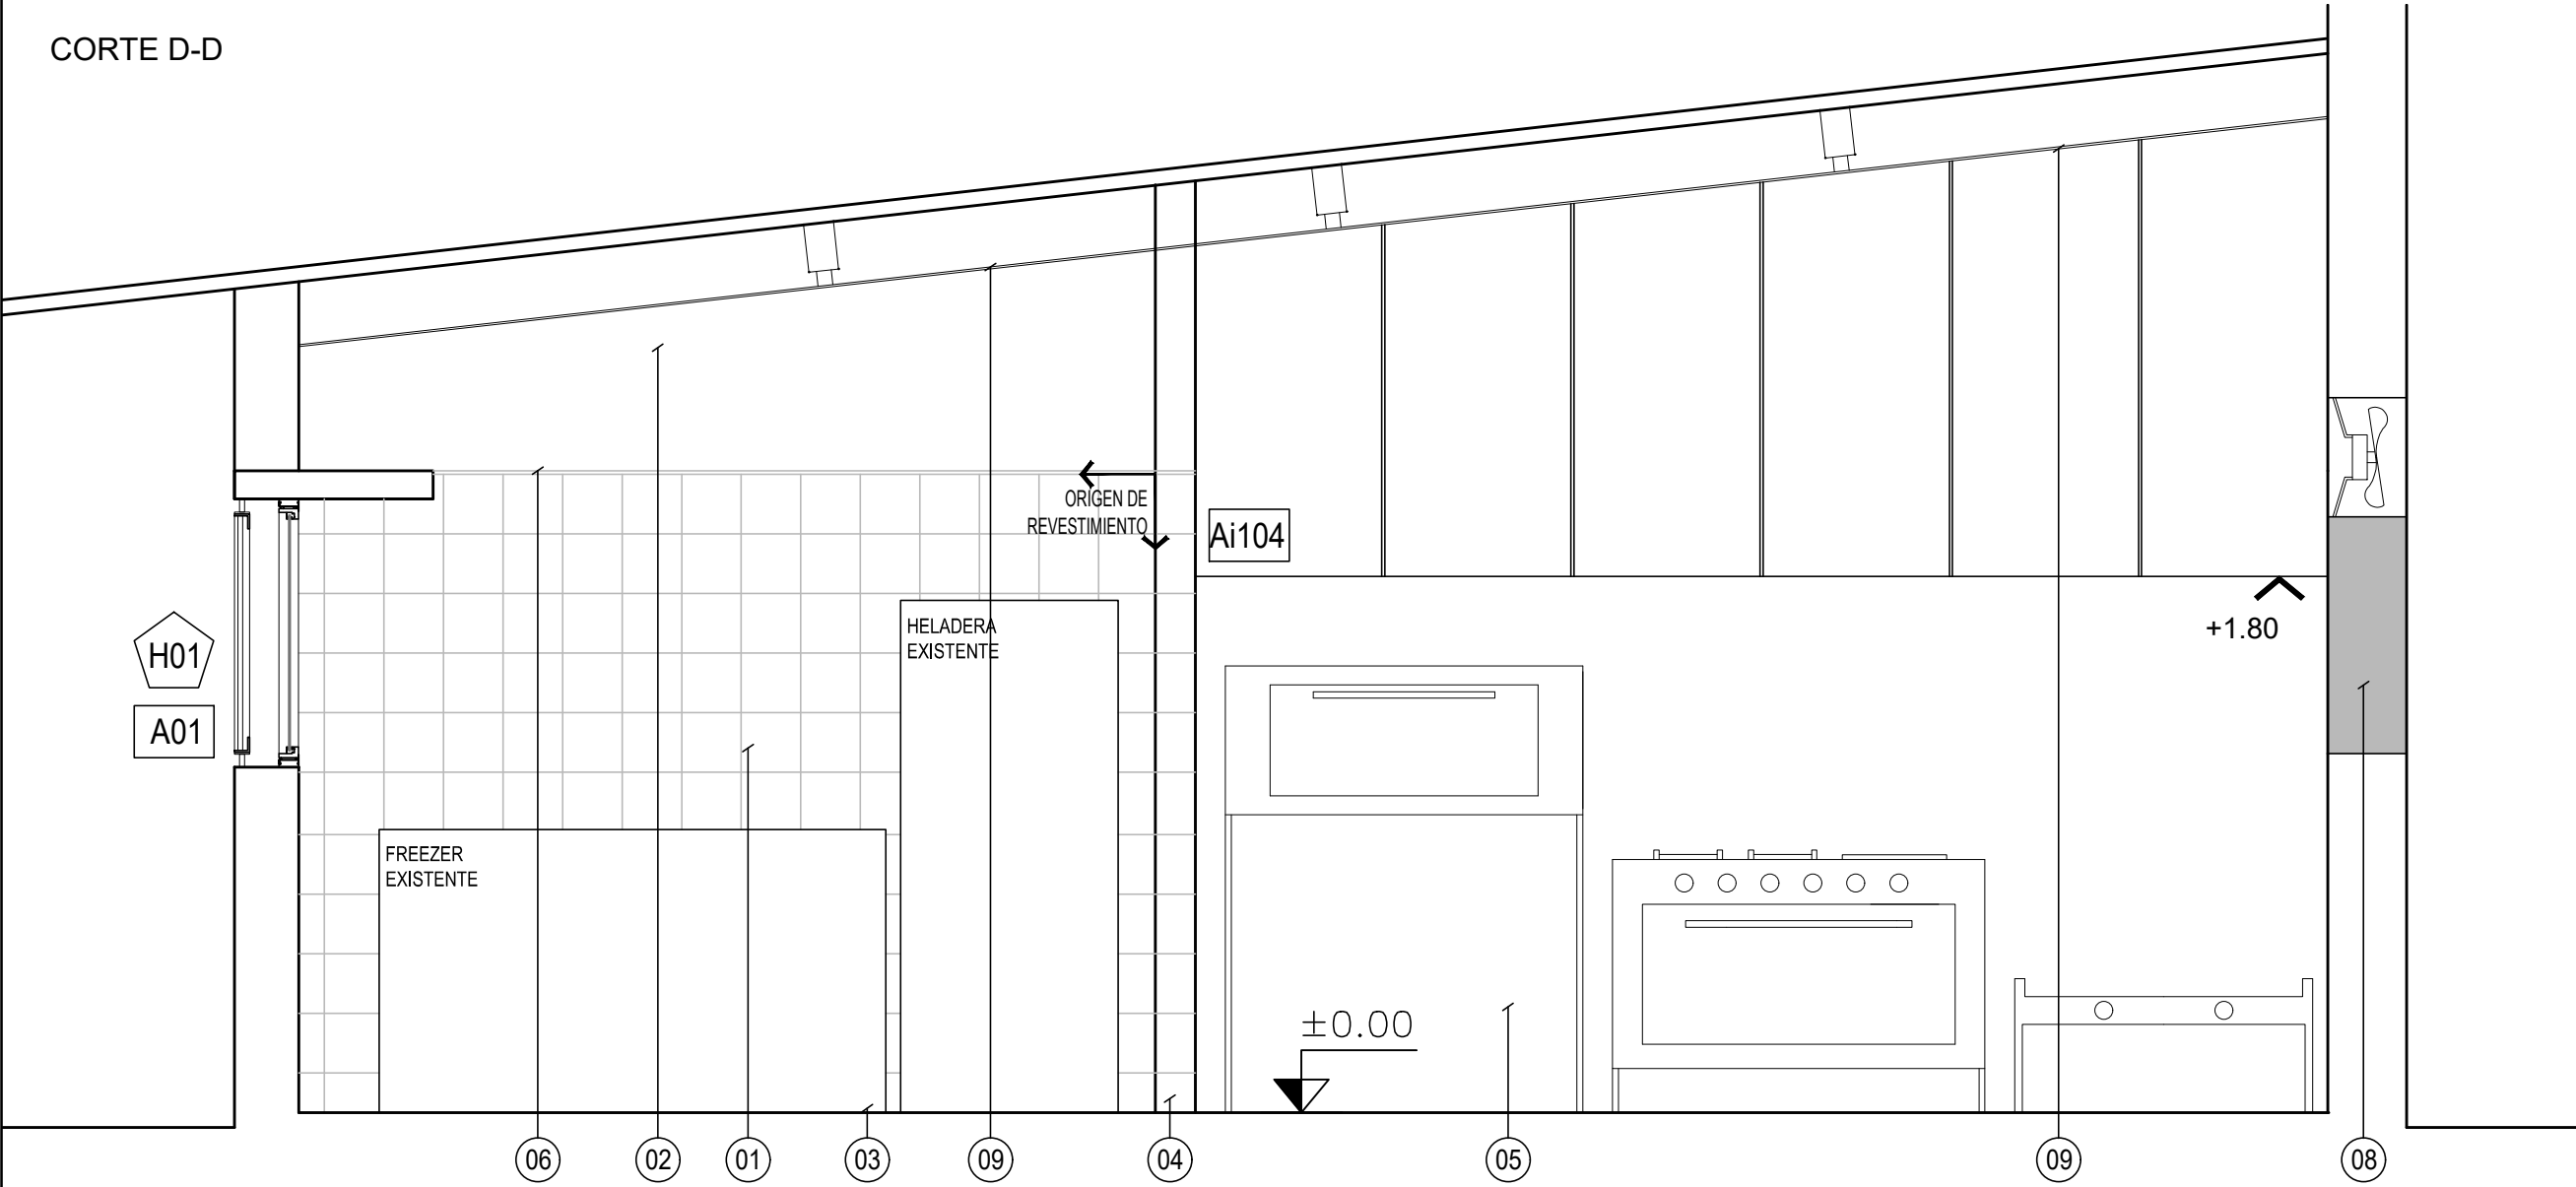 CORTE D-D
ORIGEN DE
REVESTIMIENTO
Ai104
HELADERA
EXISTENTE
+1.80
H01
A01
FREEZER
EXISTENTE
±0.00
06
02
01
03
09
04
05
09
08